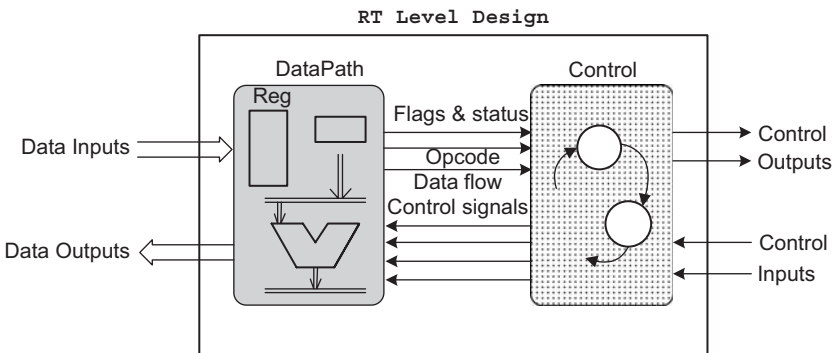 RT Level Design
DataPath
Control
Reg
Flags & status
Opcode
Data flow
Control signals
Data Inputs
Data Outputs
Control
Outputs
Control
Inputs